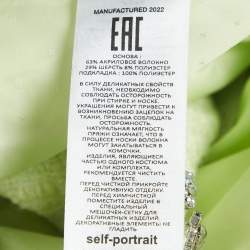 MANUFACTURED 2022
EAC
ОСНОВА :
63% АКРИЛОВОЕ ВОЛОКНО
29% ШЕРСТЬ 8% ПОЛИЭСТЕР
ПОДКЛАДКА : 100% ПОЛИЭСТЕР
В СИЛУ ДЕЛИКАТНЫХ СВОЙСТВ
ТКАНИ, НЕОБХОДИМО
СОБЛЮДАТЬ ОСТОРОЖНОСТЬ
ПРИ СТИРКЕ И НОСКЕ.
УКРАШЕНИЯ МОГУТ ПРИВЕСТИ К
ВОЗНИКНОВЕНИЮ ЗАЦЕПОК НА
ТКАНИ, ПРОСЬБА СОБЛЮДАТЬ
ОСТОРОЖНОСТЬ.
НАТУРАЛЬНАЯ МЯГКОСТЬ
ПРЯЖИ ОЗНАЧАЕТ, ЧТО В
ПРОЦЕССЕ НОСКИ ВОЛОКНА
МОГУТ ЗАКАТЫВАТЬСЯ В
КОМОЧКИ.
ИЗДЕЛИЯ, ЯВЛЯЮЩИЕСЯ
ЧАСТЬЮ ОДНОГО КОСТЮМА
ИЛИ КОМПЛЕКТА,
РЕКОМЕНДУЕТСЯ ЧИСТИТЬ
ВМЕСТЕ.
ПЕРЕД ЧИСТКОЙ ПРИКРОЙТЕ
ДЕКОРАТИВНУЮ ОТДЕЛКУ
ПЕРЕД ХИМЧИСТКОЙ
ПОМЕСТИТЕ ИЗДЕЛИЕ В
СПЕЦИАЛЬНЫЙ
МЕШОЧЕК-СЕТКУ ДЛЯ
ДЕЛИКАТНЫХ ИЗДЕЛИЙ
ДЕКОРАТИВНЫЕ ЭЛЕМЕНТЫ: НЕ
ГЛАДИТЬ
self-portrait